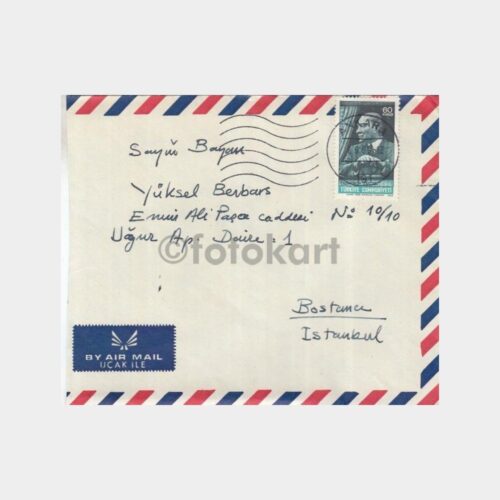 60
TÜRKİYE CUMHURİYETİ
Sayın Bayan
Yüksel Berbars
Emin Ali Paşa caddesi No 10/10
Uğur Ap. Daire : 1
©fotokart
Bostancı
Istanbul
BY AIR MAIL
UÇAK İLE